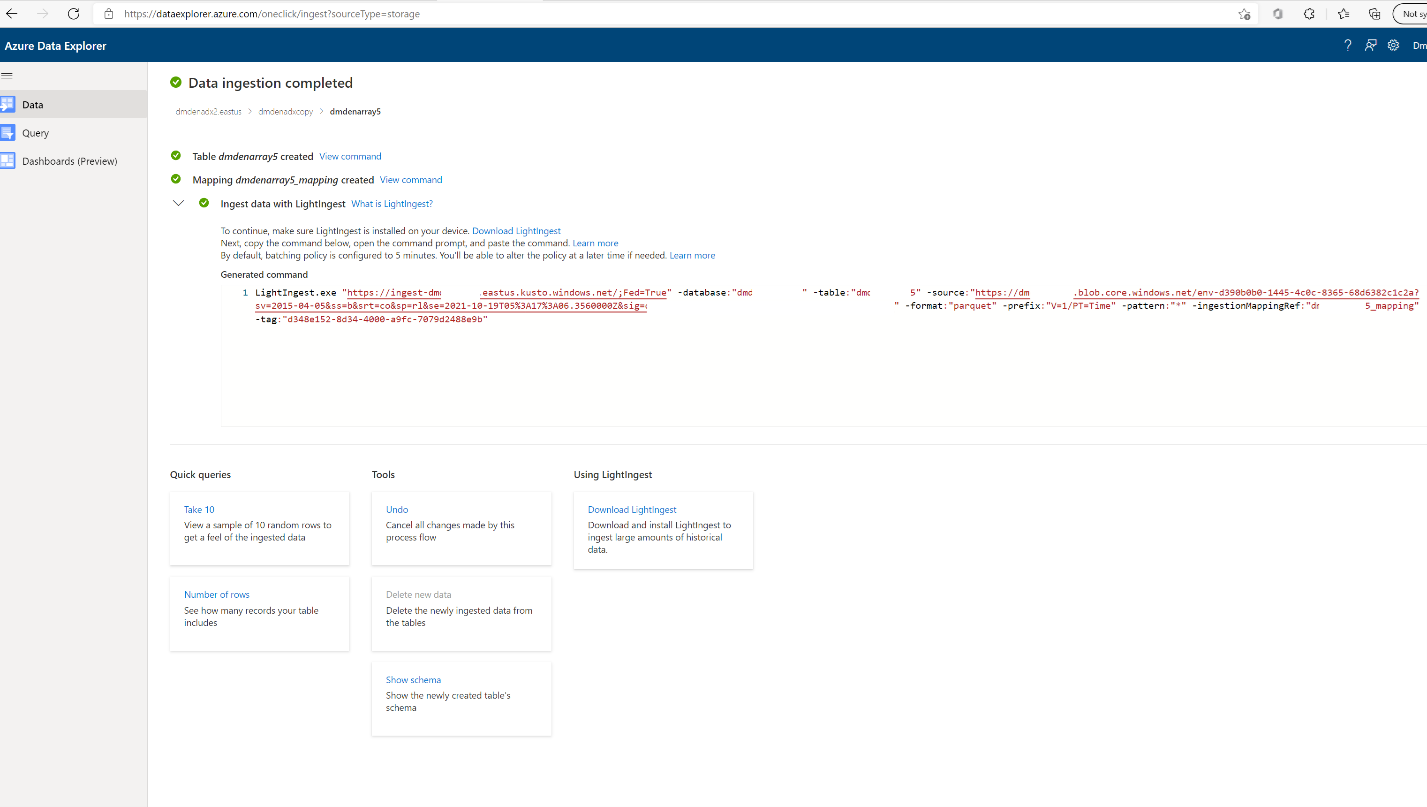 https://dataexplorer.azure.com/oneclick/ingest?sourceType=storage
Not sy
Azure Data Explorer
?
Dm
Data
Query
Dashboards (Preview)
Data ingestion completed
dmdenadx2.eastus > dmdenadxcopy > dmdenarray5
Table dmdenarray5 created View command
Mapping dmdenarray5_mapping created View command
Ingest data with LightIngest What is LightIngest?
To continue, make sure LightIngest is installed on your device. Download LightIngest
Next, copy the command below, open the command prompt, and paste the command. Learn more
By default, batching policy is configured to 5 minutes. You'll be able to alter the policy at a later time if needed. Learn more
Generated command
1 LightIngest.exe "https://ingest-dmd .eastus.kusto.windows.net/;Fed=True" -database:"dmd " -table:"dmd 5" -source:"https://dm .blob.core.windows.net/env-d390b0b0-1445-4c0c-8365-68d6382c1c2a?
sv=2015-04-05&ss=b&srt=co&sp=rl&se=2021-10-19T05%3A17%3A06.3560000Z&sig= " -format:"parquet" -prefix:"V=1/PT=Time" -pattern:"*" -ingestionMappingRef:"dm 5_mapping"
-tag:"d348e152-8d34-4000-a9fc-7079d2488e9b"
Quick queries
Take 10
View a sample of 10 random rows to
get a feel of the ingested data
Number of rows
See how many records your table
includes
Tools
Undo
Cancel all changes made by this
process flow
Delete new data
Delete the newly ingested data from
the tables
Show schema
Show the newly created table's
schema
Using LightIngest
Download LightIngest
Download and install LightIngest to
ingest large amounts of historical
data.